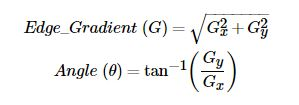 Edge_Gradient (G) = √(G_x^2 + G_y^2)
Angle (θ) = tan⁻¹(G_y / G_x)